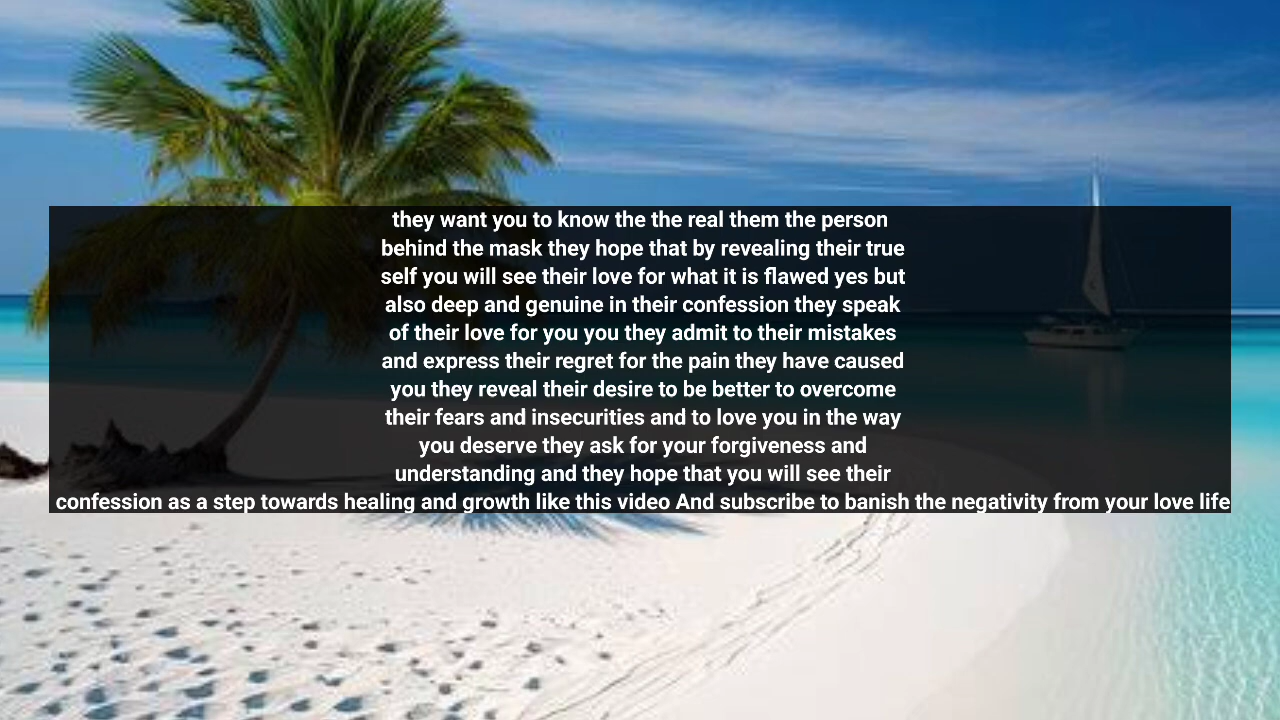 they want you to know the the real them the person
behind the mask they hope that by revealing their true
self you will see their love for what it is flawed yes but
also deep and genuine in their confession they speak
of their love for you you they admit to their mistakes
and express their regret for the pain they have caused
you they reveal their desire to be better to overcome
their fears and insecurities and to love you in the way
you deserve they ask for your forgiveness and
understanding and they hope that you will see their
confession as a step towards healing and growth like this video And subscribe to banish the negativity from your love life